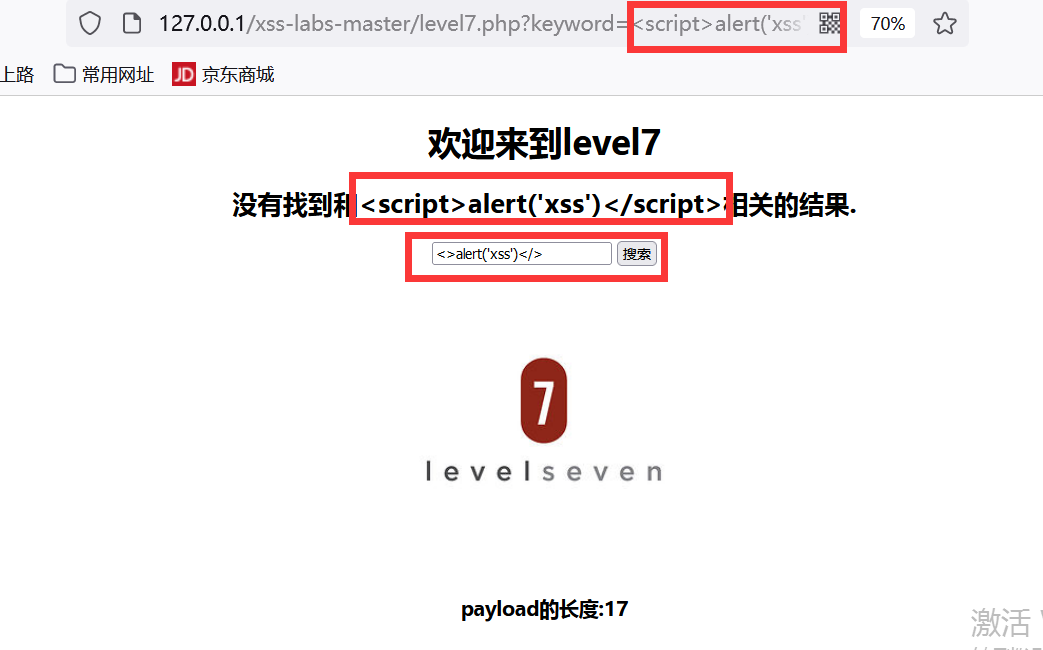 127.0.0.1/xss-labs-master/level7.php?keyword=<script>alert('xss' 70%
上路 常用网址 JD 京东商城
欢迎来到level7
没有找到和<script>alert('xss')</script>相关的结果.
<>alert('xss')</> 搜索
7
levelseven
payload的长度:17
激活